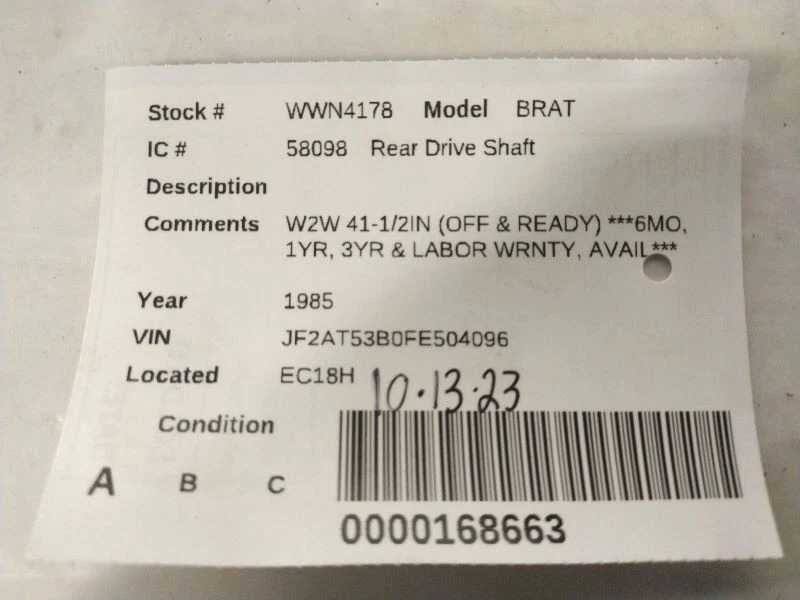 Stock # WWN4178 Model BRAT
IC # 58098 Rear Drive Shaft
Description
Comments W2W 41-1/2IN (OFF & READY) ***6MO,
1YR, 3YR & LABOR WRNTY, AVAIL***
Year 1985
VIN JF2AT53B0FE504096
Located EC18H 10.13.23
Condition
A B C
0000168663